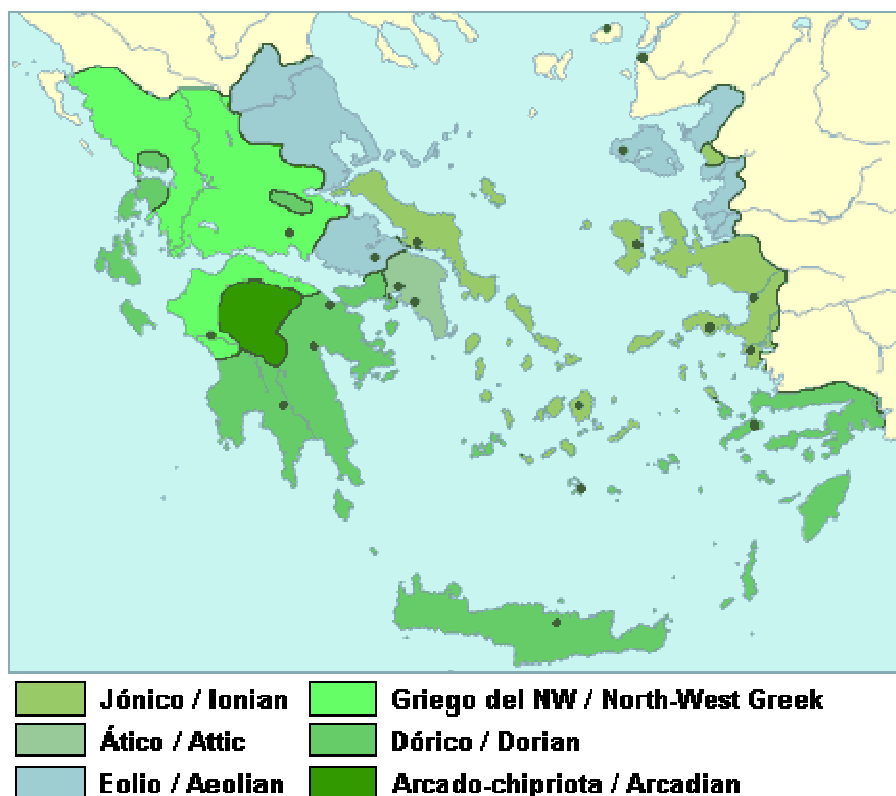 Jónico / Ionian
Griego del NW / North-West Greek
Ático / Attic
Dórico / Dorian
Eolio / Aeolian
Arcado-chipriota / Arcadian